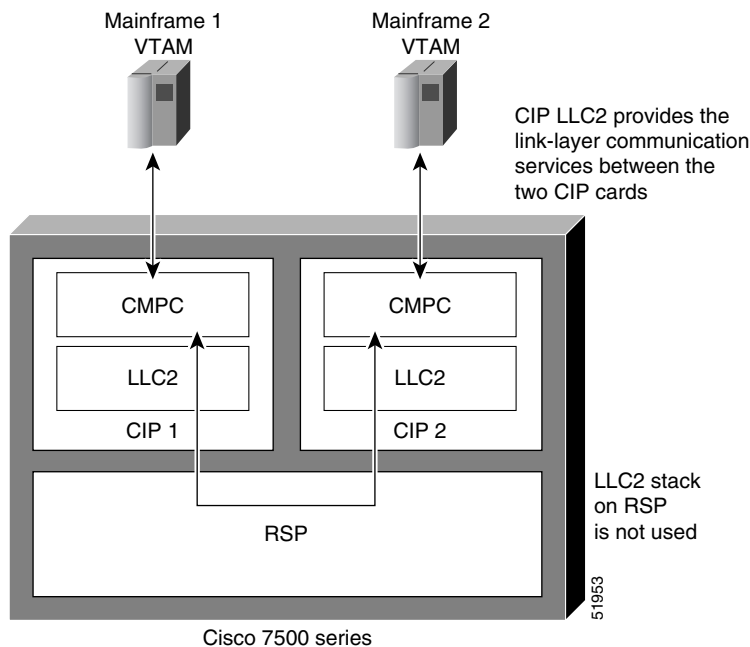 Mainframe 1
VTAM
Mainframe 2
VTAM
CIP LLC2 provides the
link-layer communication
services between the
two CIP cards
CMPC
LLC2
CIP 1
CMPC
LLC2
CIP 2
RSP
LLC2 stack
on RSP
is not used
51953
Cisco 7500 series